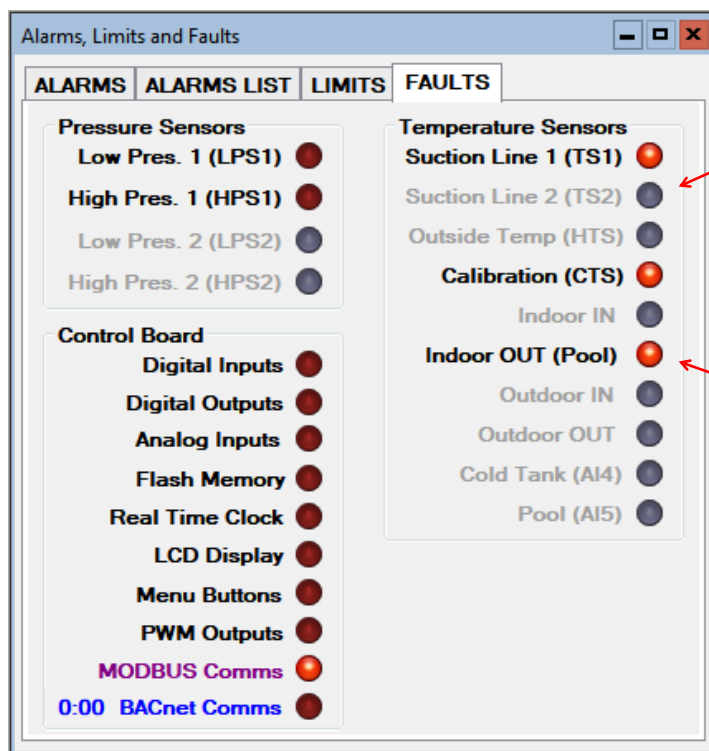 Alarms, Limits and Faults
ALARMS ALARMS LIST LIMITS FAULTS
Pressure Sensors
Low Pres. 1 (LPS1)
High Pres. 1 (HPS1)
Low Pres. 2 (LPS2)
High Pres. 2 (HPS2)
Control Board
Digital Inputs
Digital Outputs
Analog Inputs
Flash Memory
Real Time Clock
LCD Display
Menu Buttons
PWM Outputs
MODBUS Comms
0:00 BACnet Comms
Temperature Sensors
Suction Line 1 (TS1)
Suction Line 2 (TS2)
Outside Temp (HTS)
Calibration (CTS)
Indoor IN
Indoor OUT (Pool)
Outdoor IN
Outdoor OUT
Cold Tank (AI4)
Pool (AI5)